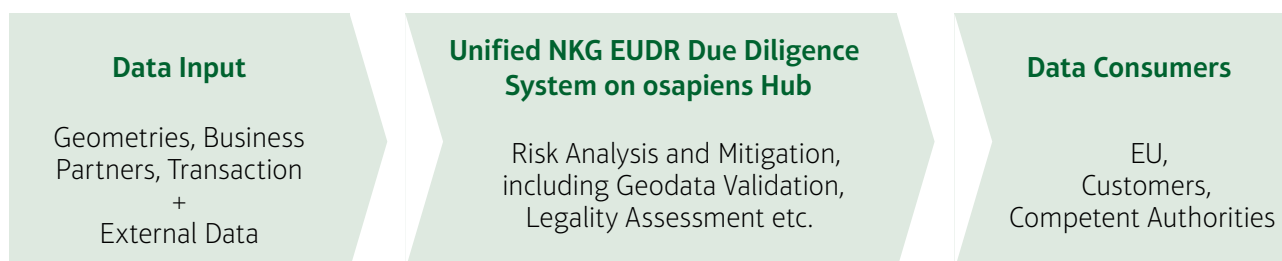 Data Input
Geometries, Business
Partners, Transaction
+
External Data
Unified NKG EUDR Due Diligence
System on osapiens Hub
Risk Analysis and Mitigation,
including Geodata Validation,
Legality Assessment etc.
Data Consumers
EU,
Customers,
Competent Authorities